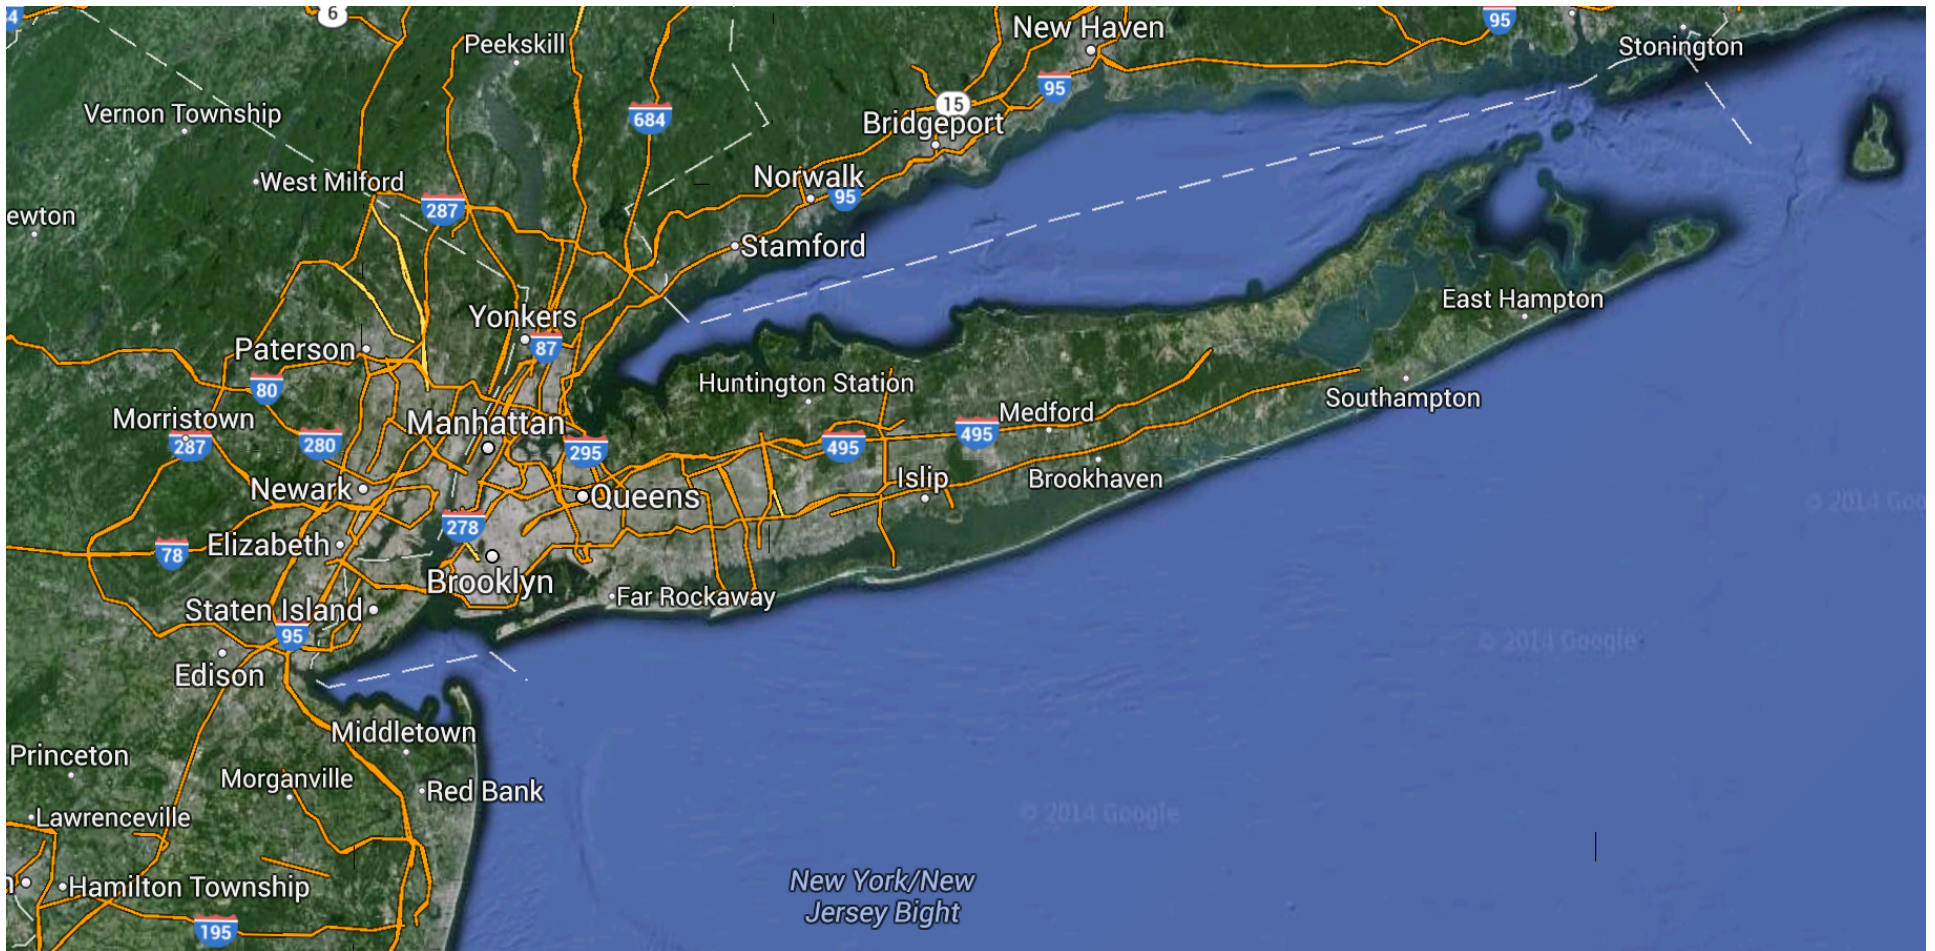 84
6
New Haven
95
Peekskill
Stonington
95
15
684
Vernon Township
Bridgeport
West Milford
Norwalk
95
287
ewton
Stamford
East Hampton
Yonkers
87
Paterson
80
Huntington Station
Southampton
Morristown
Manhattan
Medford
287
280
295
495
495
Islip
Brookhaven
Newark
Queens
© 2014 Goo
278
Elizabeth
78
Brooklyn
Far Rockaway
Staten Island
95
© 2014 Google
Edison
Middletown
Princeton
Morganville
Red Bank
Lawrenceville
© 2014 Google
n
Hamilton Township
New York/New
Jersey Bight
195